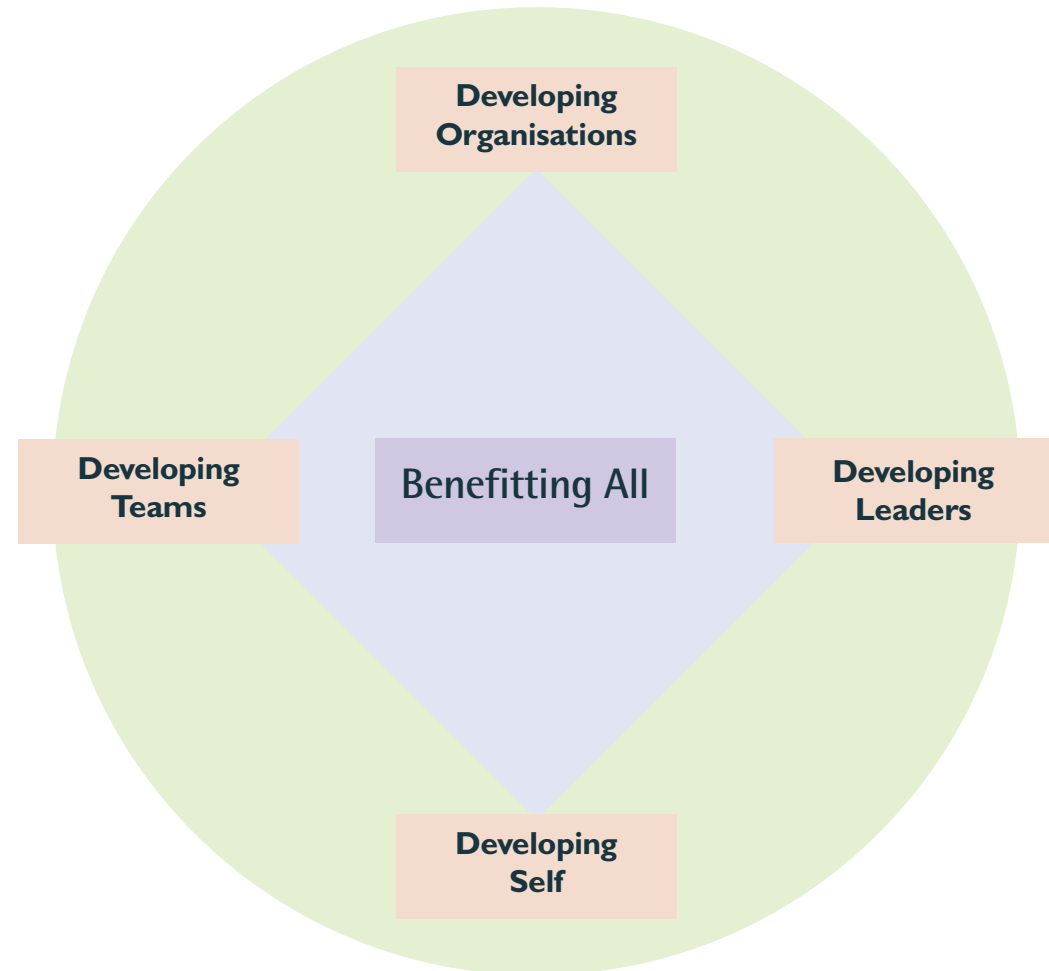 Developing
Organisations
Developing
Teams
Benefitting All
Developing
Leaders
Developing
Self